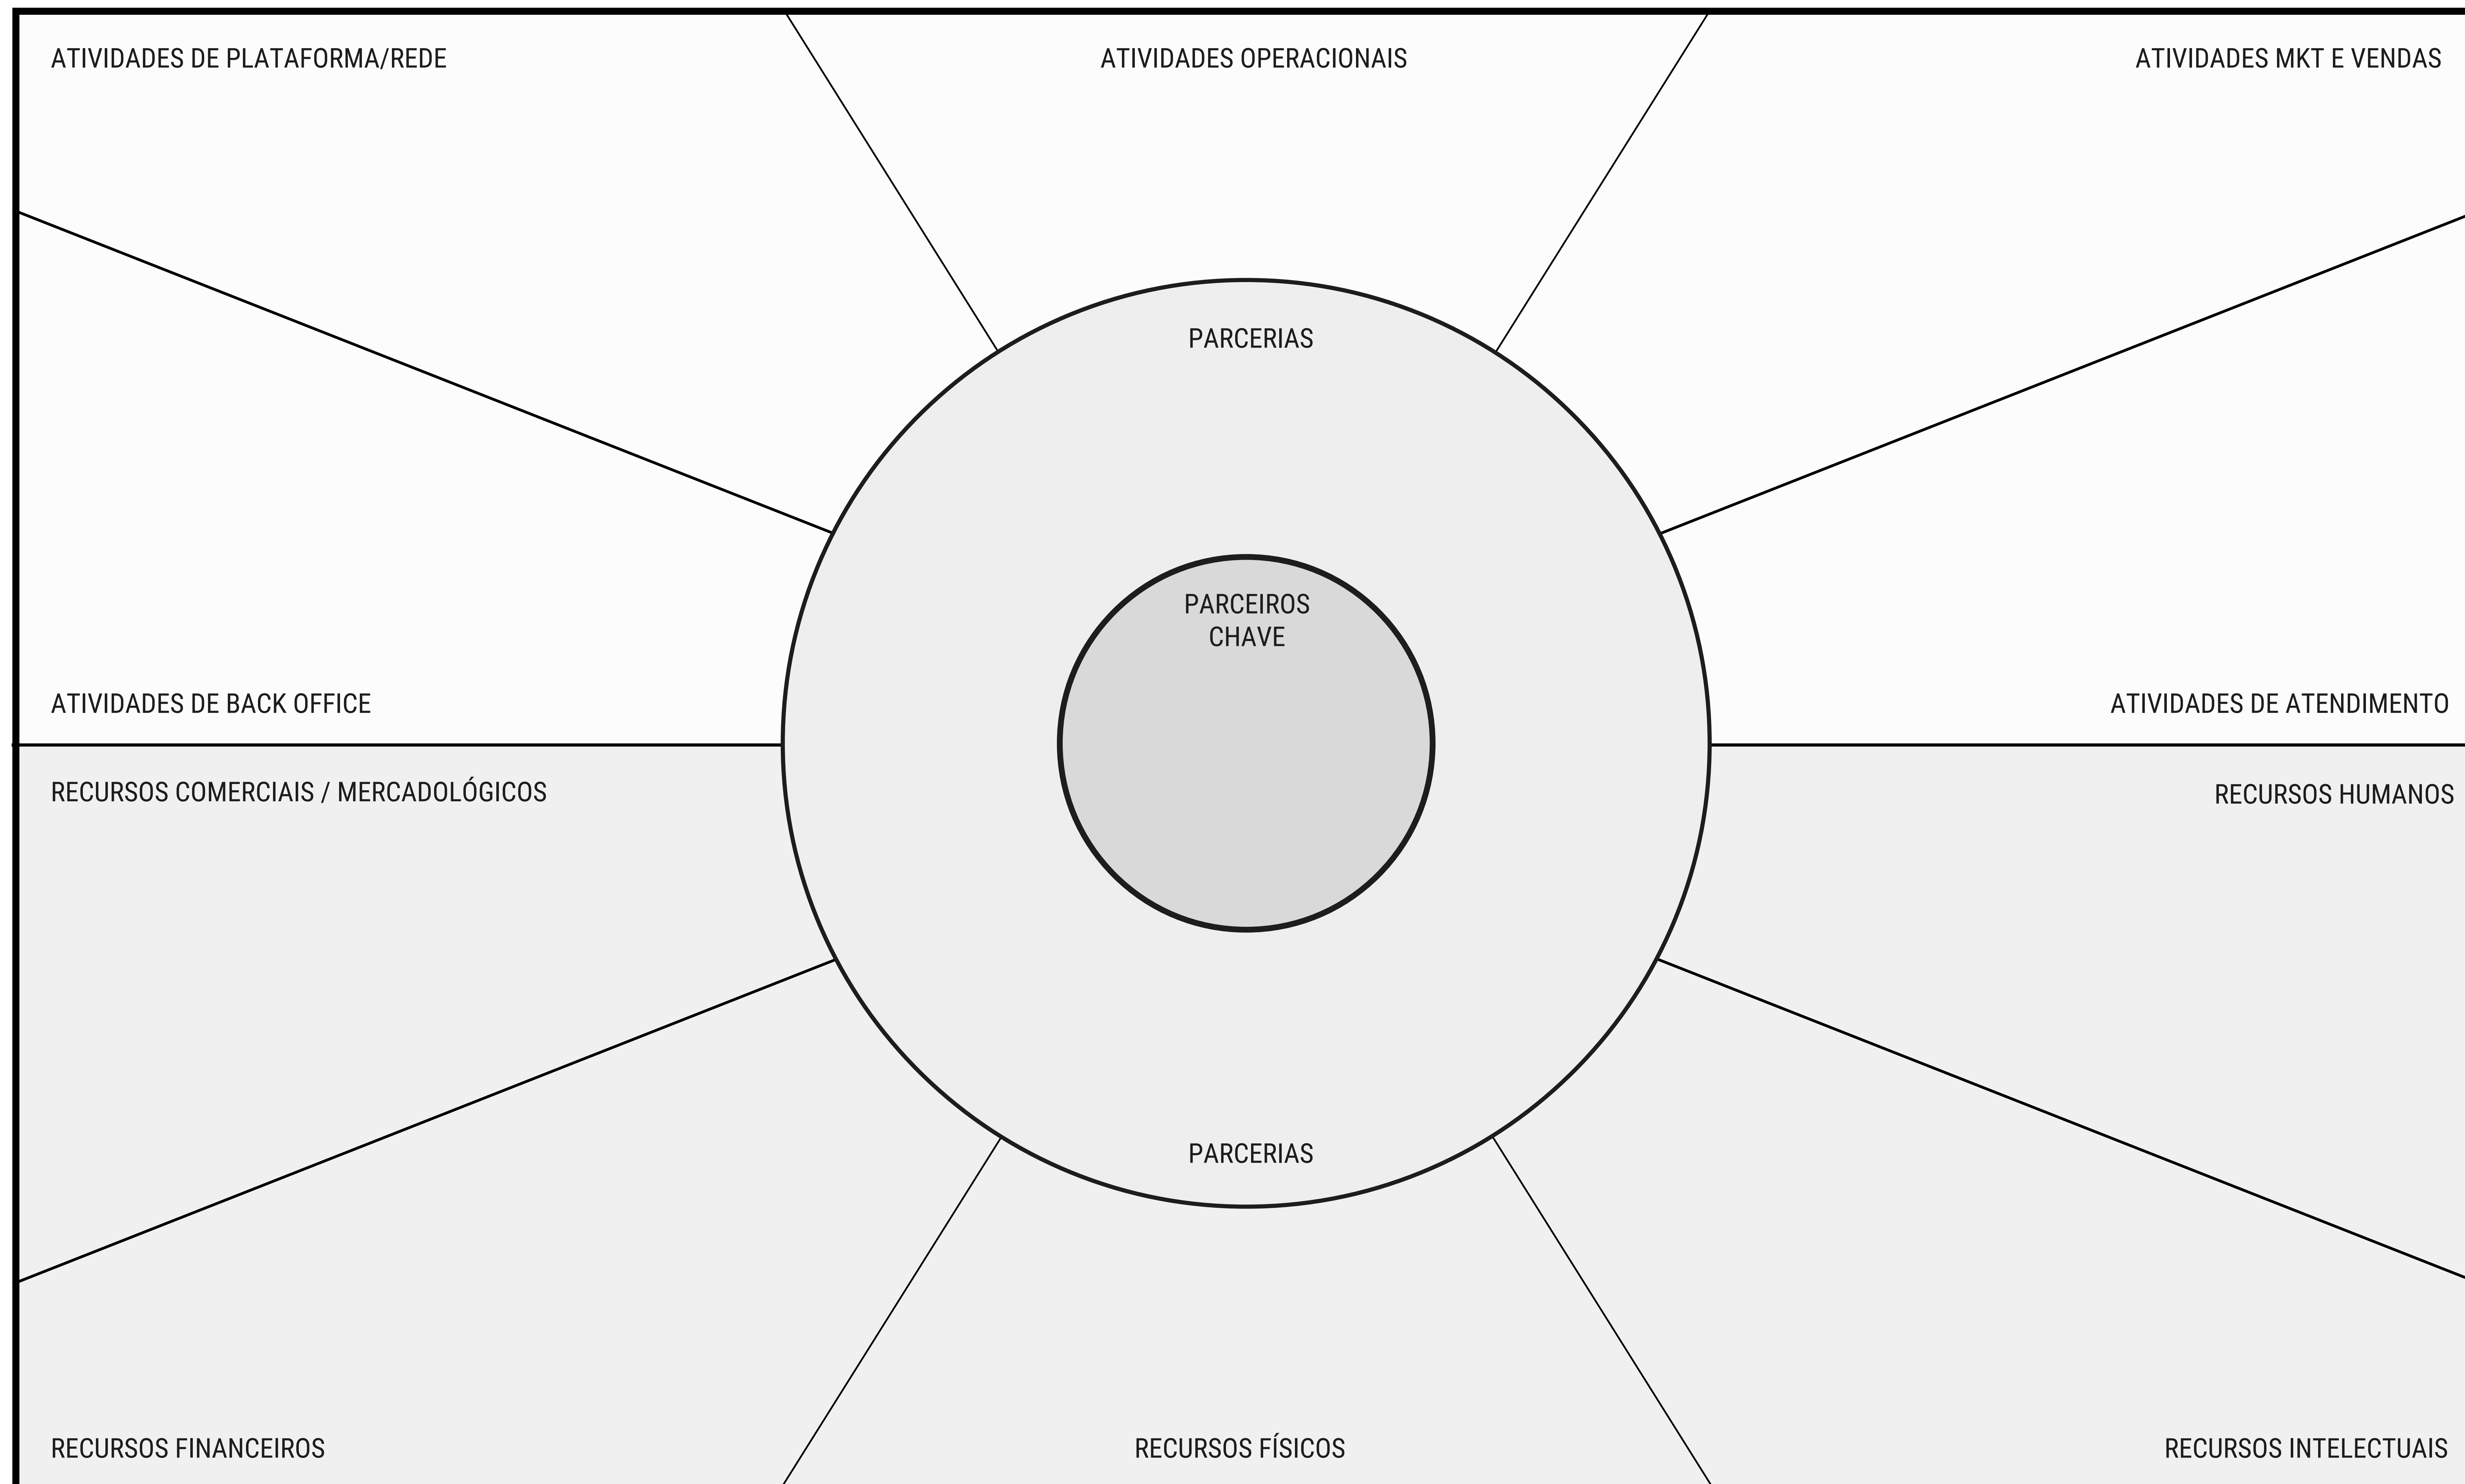 ATIVIDADES DE PLATAFORMA/REDE
ATIVIDADES OPERACIONAIS
ATIVIDADES MKT E VENDAS
PARCERIAS
PARCEIROS
CHAVE
ATIVIDADES DE BACK OFFICE
ATIVIDADES DE ATENDIMENTO
RECURSOS COMERCIAIS / MERCADOLÓGICOS
RECURSOS HUMANOS
PARCERIAS
RECURSOS FINANCEIROS
RECURSOS FÍSICOS
RECURSOS INTELECTUAIS